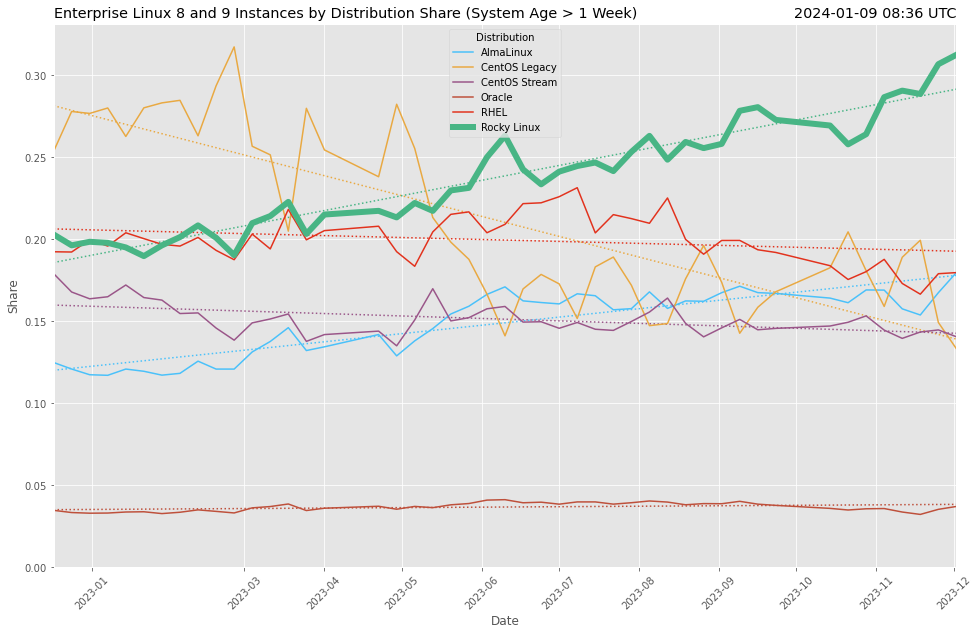 Enterprise Linux 8 and 9 Instances by Distribution Share (System Age > 1 Week)
2024-01-09 08:36 UTC
Distribution
AlmaLinux
CentOS Legacy
CentOS Stream
Oracle
RHEL
Rocky Linux
Share
0.30
0.25
0.20
0.15
0.10
0.05
0.00
2023-01
2023-03
2023-04
2023-05
2023-06
2023-07
2023-08
2023-09
2023-10
2023-11
2023-12
Date